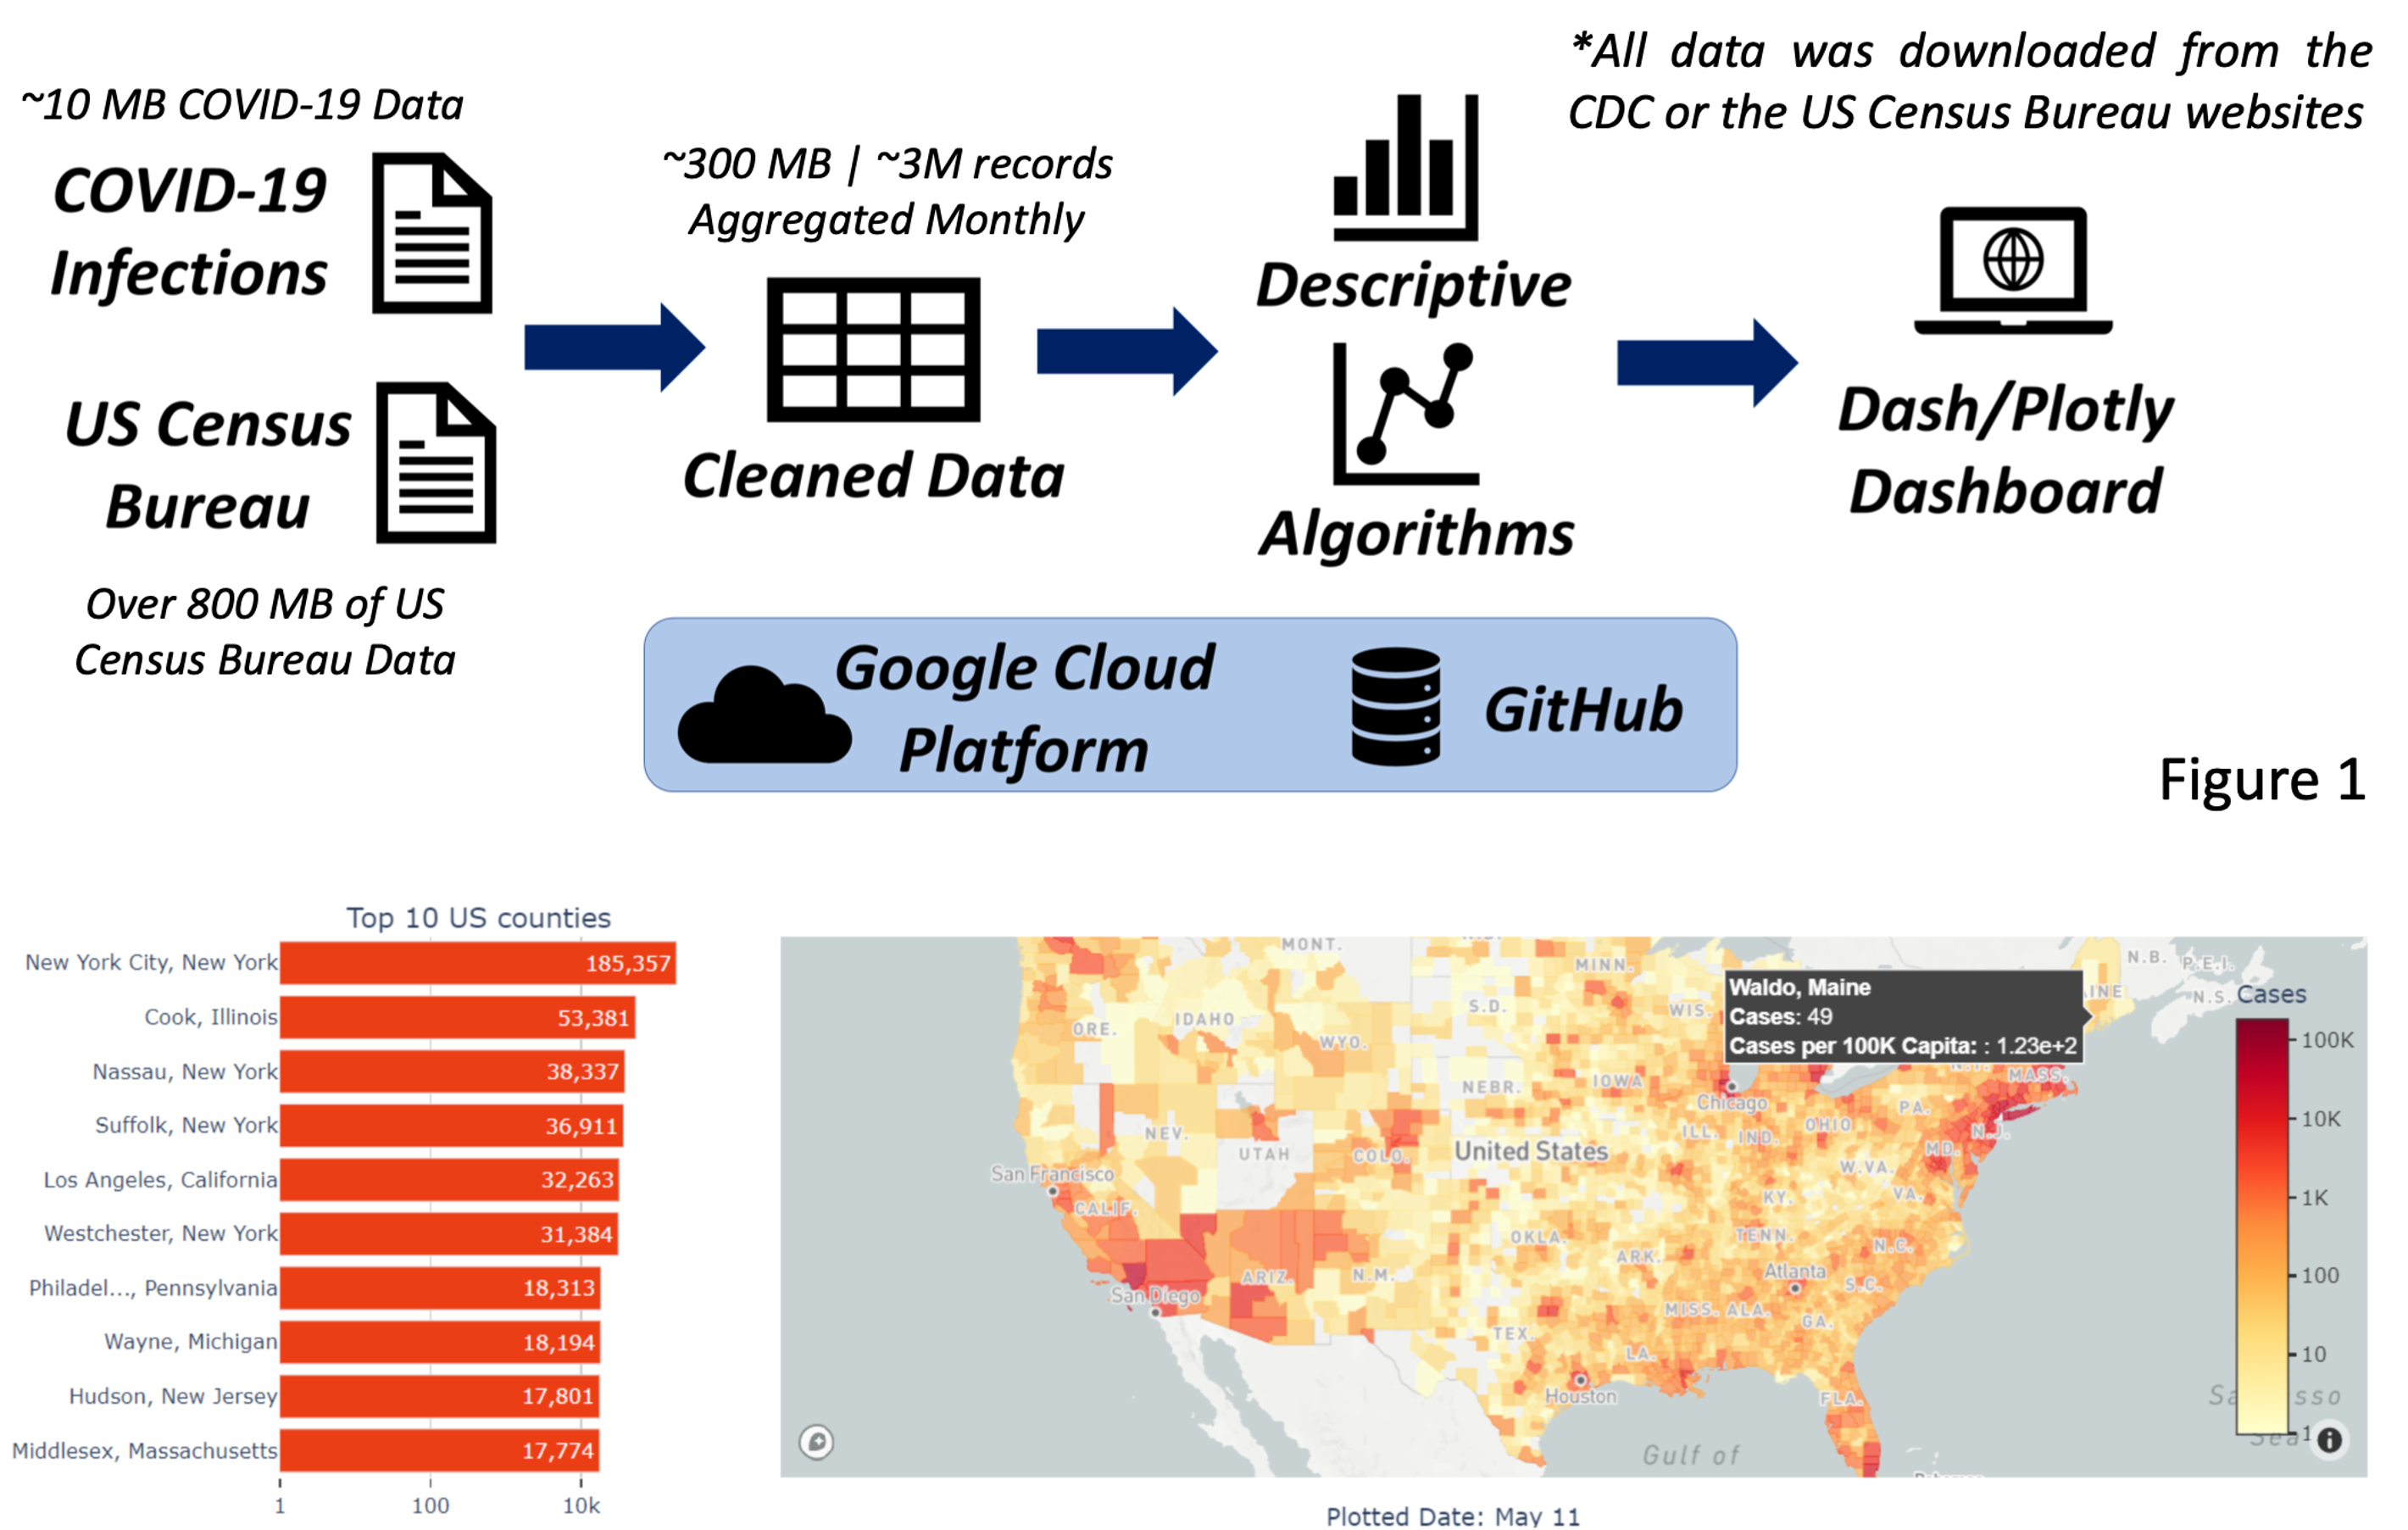 *All data was downloaded from the
CDC or the US Census Bureau websites
~10 MB COVID-19 Data
COVID-19
Infections
US Census
Bureau
Over 800 MB of US
Census Bureau Data
~300 MB | ~3M records
Aggregated Monthly
Cleaned Data
Descriptive
Algorithms
Dash/Plotly
Dashboard
Google Cloud
Platform
GitHub
Figure 1
Top 10 US counties
New York City, New York 185,357
Cook, Illinois 53,381
Nassau, New York 38,337
Suffolk, New York 36,911
Los Angeles, California 32,263
Westchester, New York 31,384
Philadel..., Pennsylvania 18,313
Wayne, Michigan 18,194
Hudson, New Jersey 17,801
Middlesex, Massachusetts 17,774
1 100 10k
MONT.
MINN.
N.B.
P.E.I.
N.S.
Waldo, Maine
Cases: 49
Cases per 100K Capita: : 1.23e+2
INE
ORE.
IDAHO
WYO.
S.D.
WIS.
NEBR.
IOWA
Chicago
MASS.
NEV.
UTAH
COLO.
United States
ILL.
IND.
OHIO
PA.
N.J.
MD.
W.VA.
VA.
KY.
San Francisco
CALIF.
OKLA.
ARK.
TENN.
N.C.
ARIZ.
N.M.
Atlanta
S.C.
San Diego
MISS.
ALA.
GA.
TEX.
LA.
Houston
FLA.
Gulf of
Sa sso
Sea
Cases
100K
10K
1K
100
10
1
Plotted Date: May 11